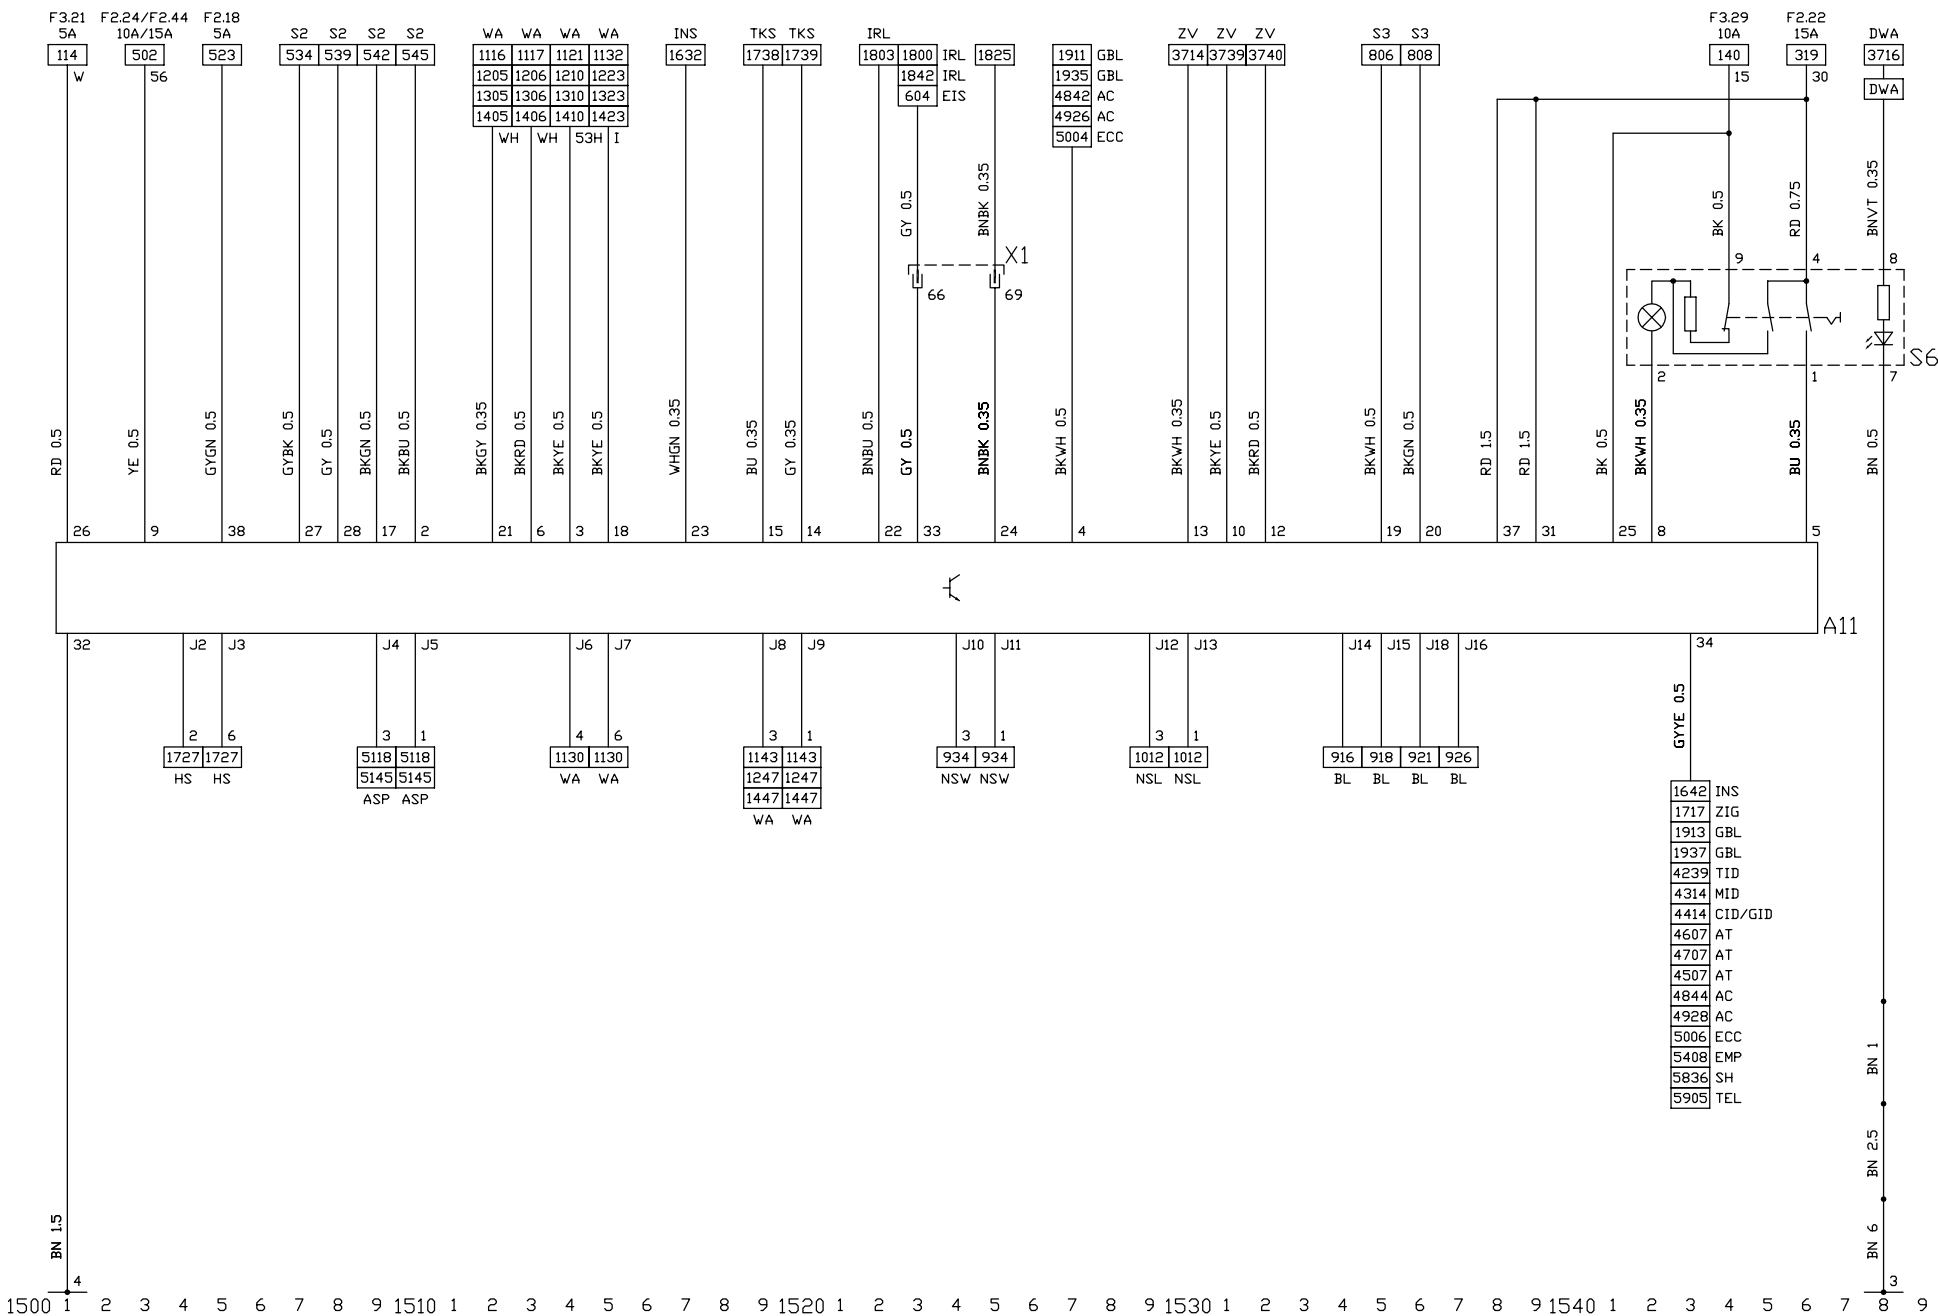 F3.21 F2.24/F2.44 F2.18 F3.29 F2.22
5A 10A/15A 5A S2 S2 S2 S2 WA WA WA WA INS TKS TKS IRL ZV ZV ZV S3 S3 10A 15A DWA
114 502 523 534 539 542 545 1116 1117 1121 1132 1632 1738 1739 1803 1800 IRL 1825 1911 GBL 3714 3739 3740 806 808 140 319 3716
W 56 1205 1206 1210 1223 1842 IRL 1935 GBL 15 30
1305 1306 1310 1323 604 EIS 4842 AC DWA
1405 1406 1410 1423 4926 AC
WH WH 53H I 5004 ECC
GY 0.5 BNBK 0.35 BK 0.5 RD 0.75 BNVT 0.35
X1
66 69 9 4 8
S6
2 1 7
RD 0.5 YE 0.5 GYGN 0.5 GYBK 0.5 GY 0.5 BKGN 0.5 BKBU 0.5 BKGY 0.35 BKRD 0.5 BKYE 0.5 BKYE 0.5 WHGN 0.35 BU 0.35 GY 0.35 BNBU 0.5 GY 0.5 BNBK 0.35 BKWH 0.5 BKWH 0.35 BKYE 0.5 BKRD 0.5 BKWH 0.5 BKGN 0.5 RD 1.5 RD 1.5 BK 0.5 BKWH 0.35 BU 0.35 BN 0.5
26 9 38 27 28 17 2 21 6 3 18 23 15 14 22 33 24 4 13 10 12 19 20 37 31 25 8 5
A11
32 J2 J3 J4 J5 J6 J7 J8 J9 J10 J11 J12 J13 J14 J15 J18 J16 34
GYYE 0.5
2 6 3 1 4 6 3 1 3 1 3 1
1727 1727 5118 5118 1130 1130 1143 1143 934 934 1012 1012 916 918 921 926
HS HS 5145 5145 WA WA 1247 1247 NSW NSW NSL NSL BL BL BL BL
ASP ASP 1447 1447
WA WA
1642 INS
1717 ZIG
1913 GBL
1937 GBL
4239 TID
4314 MID
4414 CID/GID
4607 AT
4707 AT
4507 AT
4844 AC
4928 AC
5006 ECC
5408 EMP
5836 SH
5905 TEL
BN 1
BN 2.5
BN 1.5 BN 6
4 3
1500 1 2 3 4 5 6 7 8 9 1510 1 2 3 4 5 6 7 8 9 1520 1 2 3 4 5 6 7 8 9 1530 1 2 3 4 5 6 7 8 9 1540 1 2 3 4 5 6 7 8 9